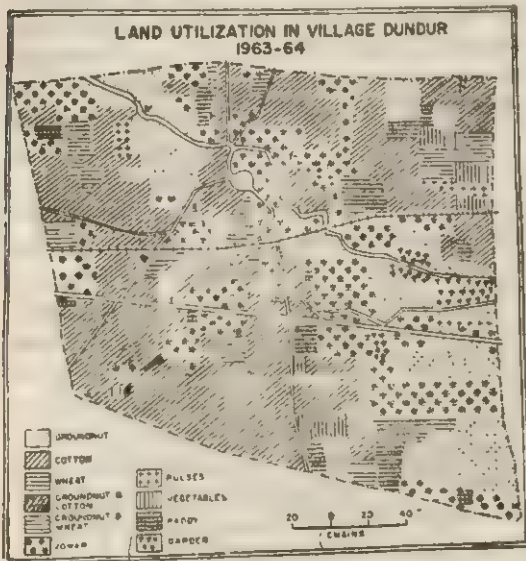 LAND UTILIZATION IN VILLAGE DUNDUR
1963-64
GROUNDNUT
COTTON
WHEAT
GROUNDNUT &
COTTON
GROUNDNUT &
WHEAT
JOWAR
PULSES
VEGETABLES
PADDY
GARDEN
20 0 20 40
CHAINS